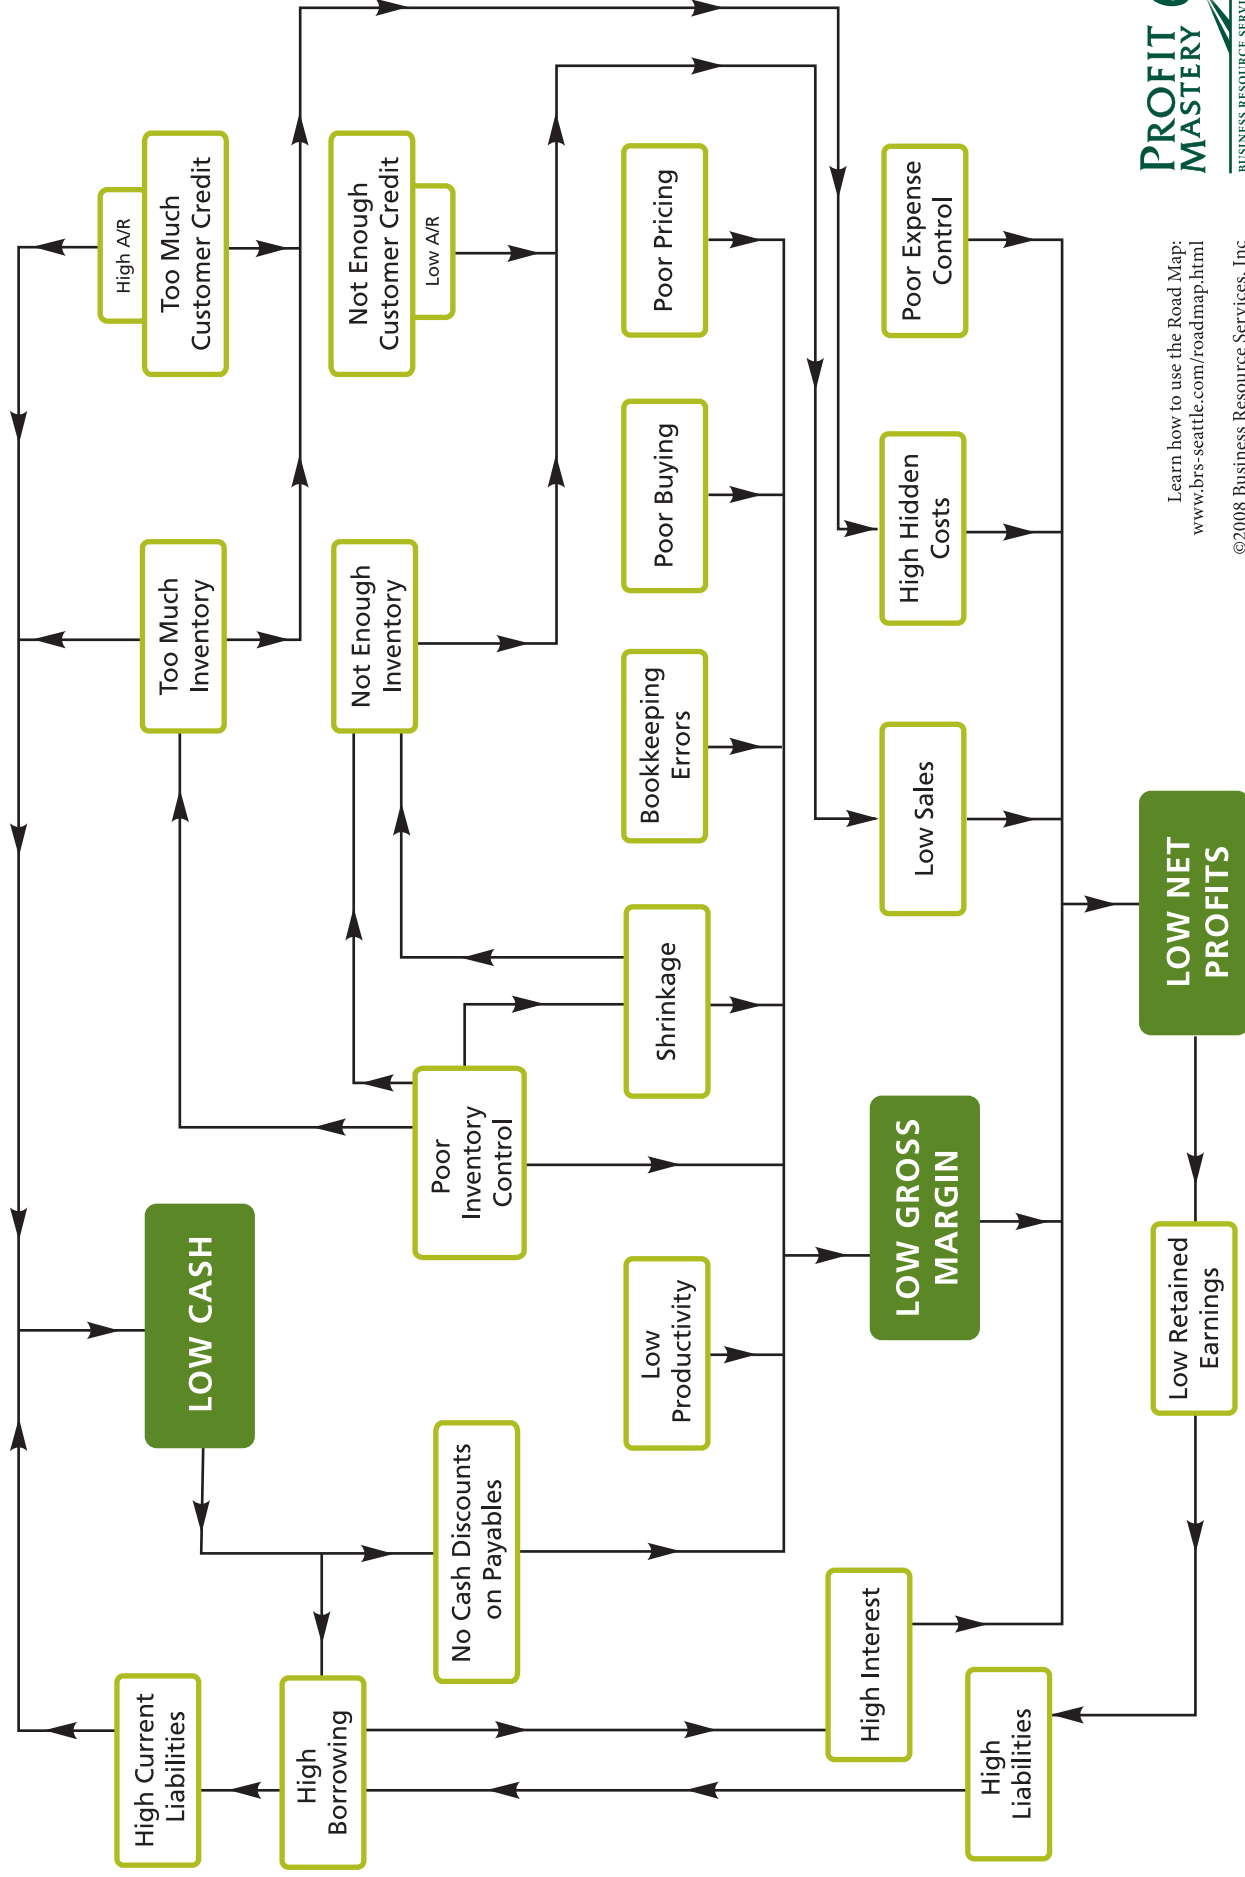 High Current
Liabilities
LOW CASH
Too Much
Inventory
High A/R
Too Much
Customer Credit
High
Borrowing
Not Enough
Inventory
Not Enough
Customer Credit
Low A/R
No Cash Discounts
on Payables
Poor
Inventory
Control
Low
Productivity
Shrinkage
Bookkeeping
Errors
Poor Buying
Poor Pricing
High Interest
LOW GROSS
MARGIN
Low Sales
High Hidden
Costs
Poor Expense
Control
High
Liabilities
Low Retained
Earnings
LOW NET
PROFITS
Learn how to use the Road Map:
www.brs-seattle.com/roadmap.html
©2008 Business Resource Services, Inc
PROFIT
MASTERY
BUSINESS RESOURCE